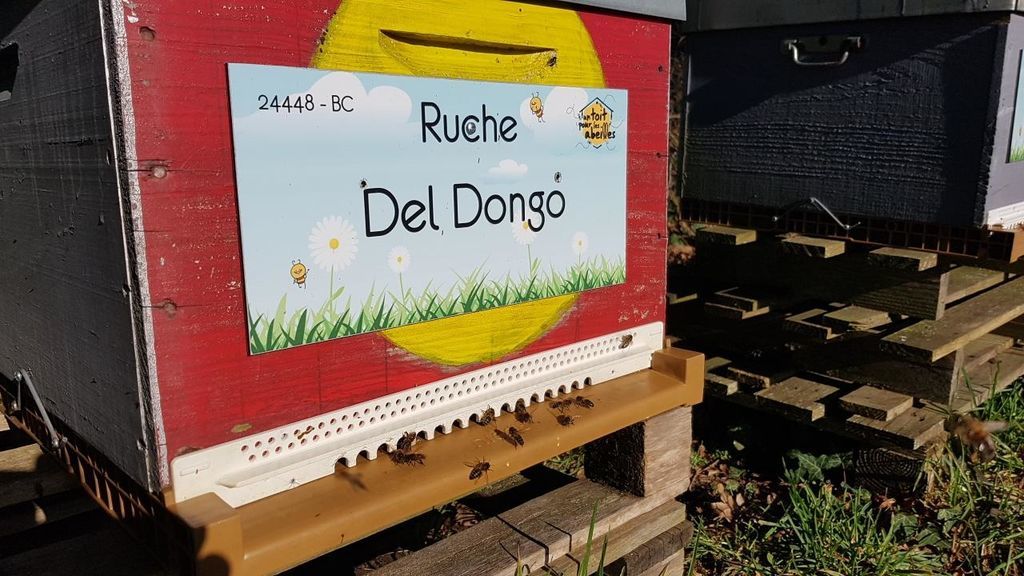 24448 - BC
Ruche
un toit
pour les
abeilles
Del Dongo